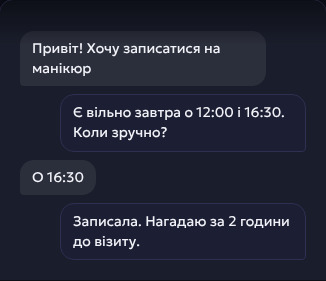 Привіт! Хочу записатися на
манікюр
Є вільно завтра о 12:00 і 16:30.
Коли зручно?
О 16:30
Записала. Нагадаю за 2 години
до візиту.